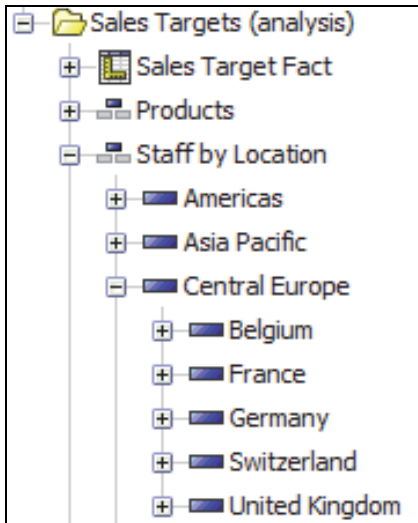 Sales Targets (analysis)
Sales Target Fact
Products
Staff by Location
Americas
Asia Pacific
Central Europe
Belgium
France
Germany
Switzerland
United Kingdom